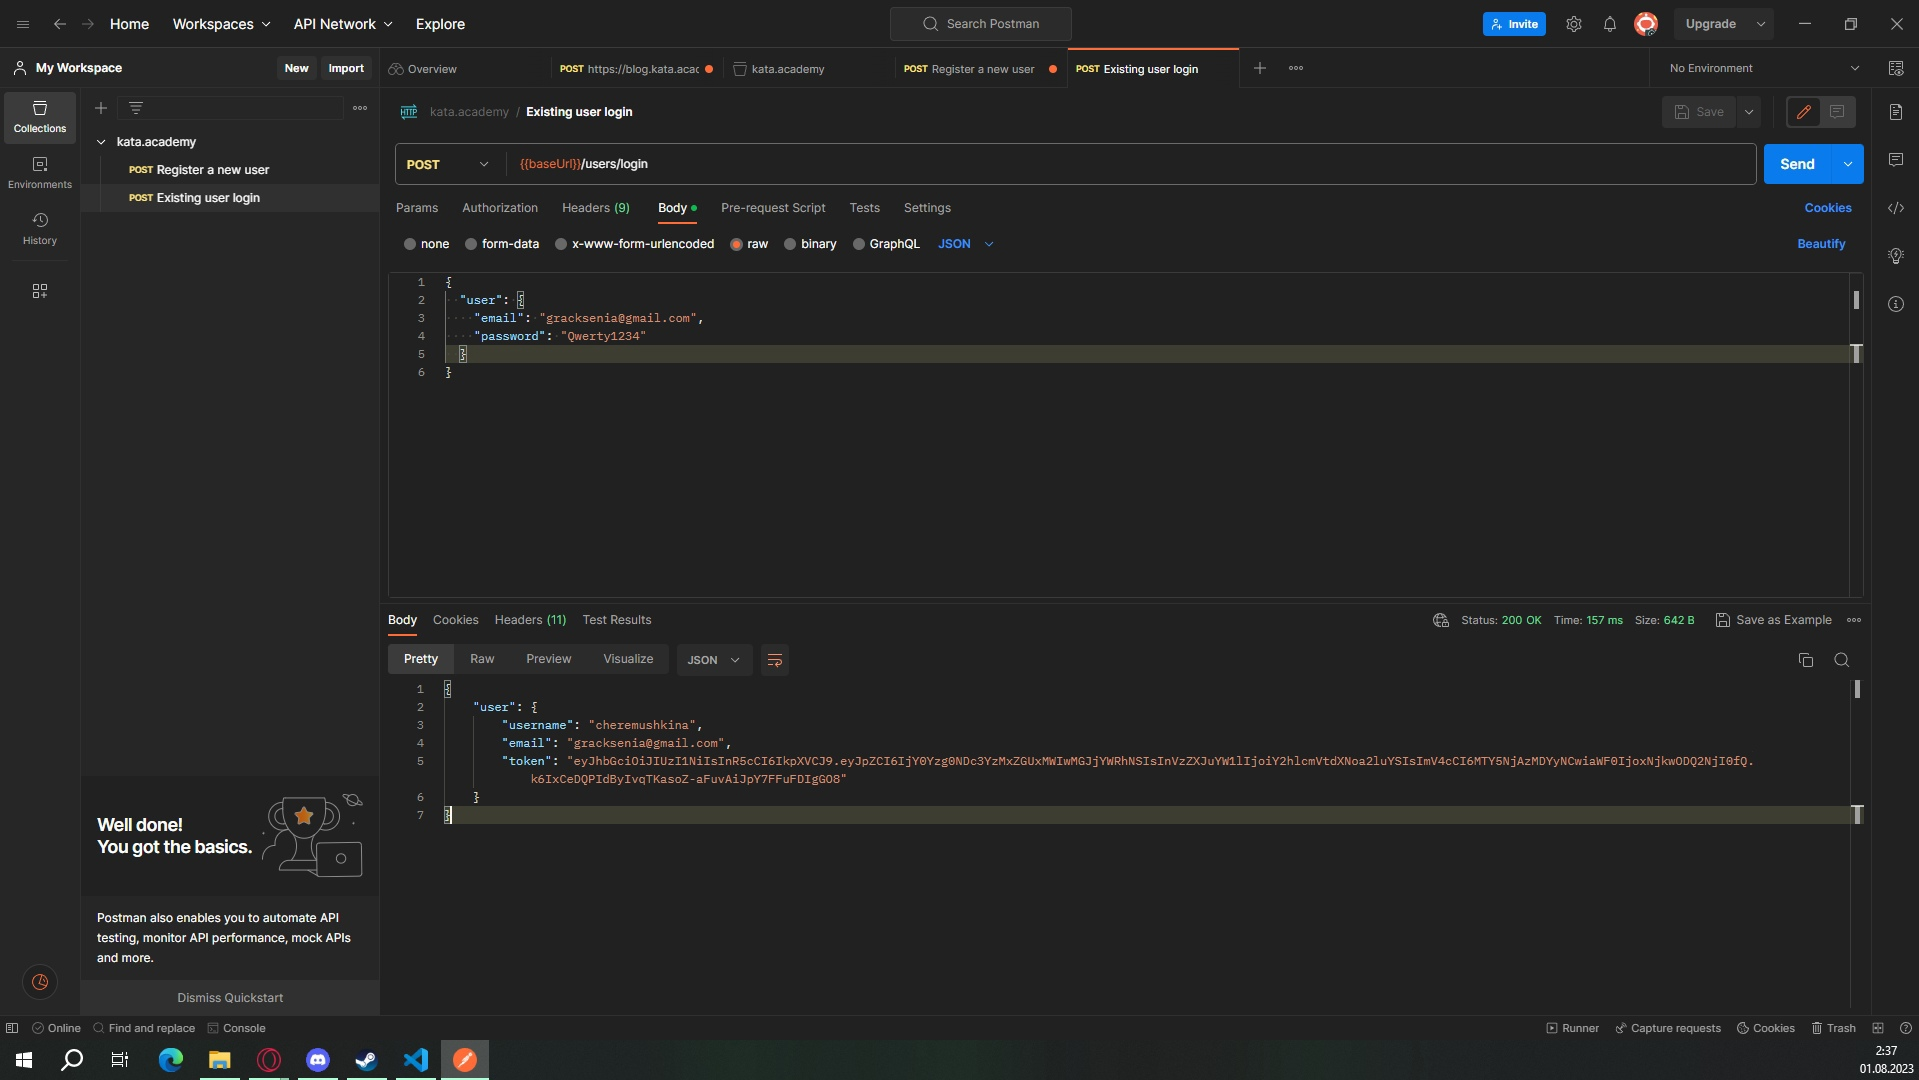 Home Workspaces API Network Explore Search Postman Invite Upgrade
My Workspace New Import Overview POST https://blog.kata.acac kata.academy POST Register a new user POST Existing user login No Environment
Collections
Environments
History
kata.academy
POST Register a new user
POST Existing user login
HTTP kata.academy / Existing user login Save
POST {{baseUrl}}/users/login Send
Params Authorization Headers (9) Body Pre-request Script Tests Settings Cookies
none form-data x-www-form-urlencoded raw binary GraphQL JSON Beautify
1 {
2 "user": {
3 "email": "gracksenia@gmail.com",
4 "password": "Qwerty1234"
5 }
6 }
Body Cookies Headers (11) Test Results Status: 200 OK Time: 157 ms Size: 642 B Save as Example
Pretty Raw Preview Visualize JSON
1 {
2 "user": {
3 "username": "cheremushkina",
4 "email": "gracksenia@gmail.com",
5 "token": "eyJhbGciOiJIUzI1NiIsInR5cCI6IkpXVCJ9.eyJpZCI6IjY0Yzg0NDc3YzMxZGUxMWIwMGJjYWRhNSIsInVzZXJuYW1lIjoiY2hlcmVtdXNoa2luYSIsImV4cCI6MTY5NjAzMDYyNCwiaWF0IjoxNjkwODQ2NjI0fQ.
k6IxCeDQPIdByIvqTKasoZ-aFuvAiJpY7FFuFDIgGO8"
6 }
7 }
Well done!
You got the basics.
Postman also enables you to automate API
testing, monitor API performance, mock APIs
and more.
Dismiss Quickstart
Online Find and replace Console Runner Capture requests Cookies Trash
2:37
01.08.2023